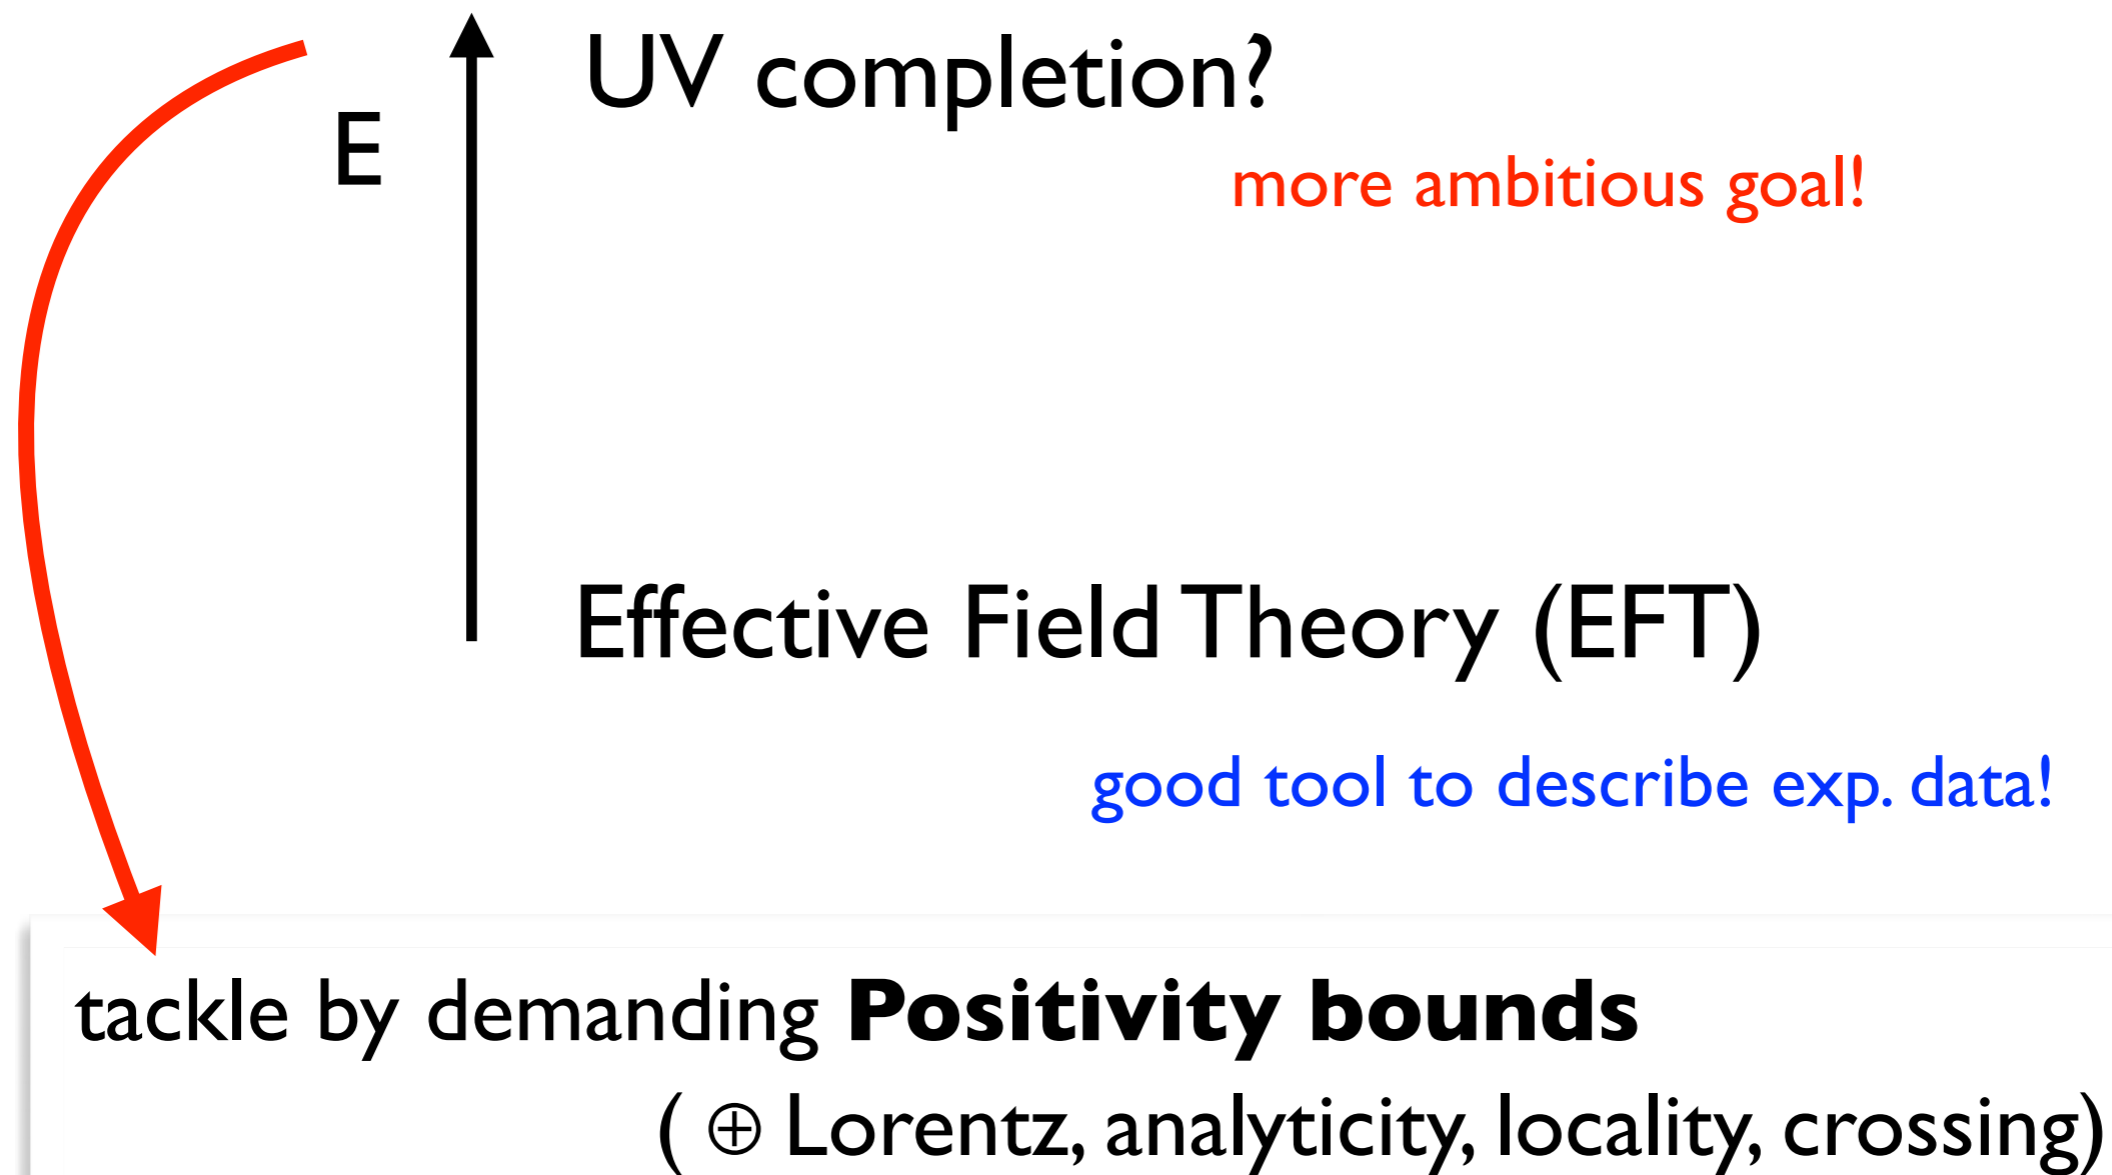 UV completion?
E
more ambitious goal!
Effective Field Theory (EFT)
good tool to describe exp. data!
tackle by demanding Positivity bounds
( ⊕ Lorentz, analyticity, locality, crossing)